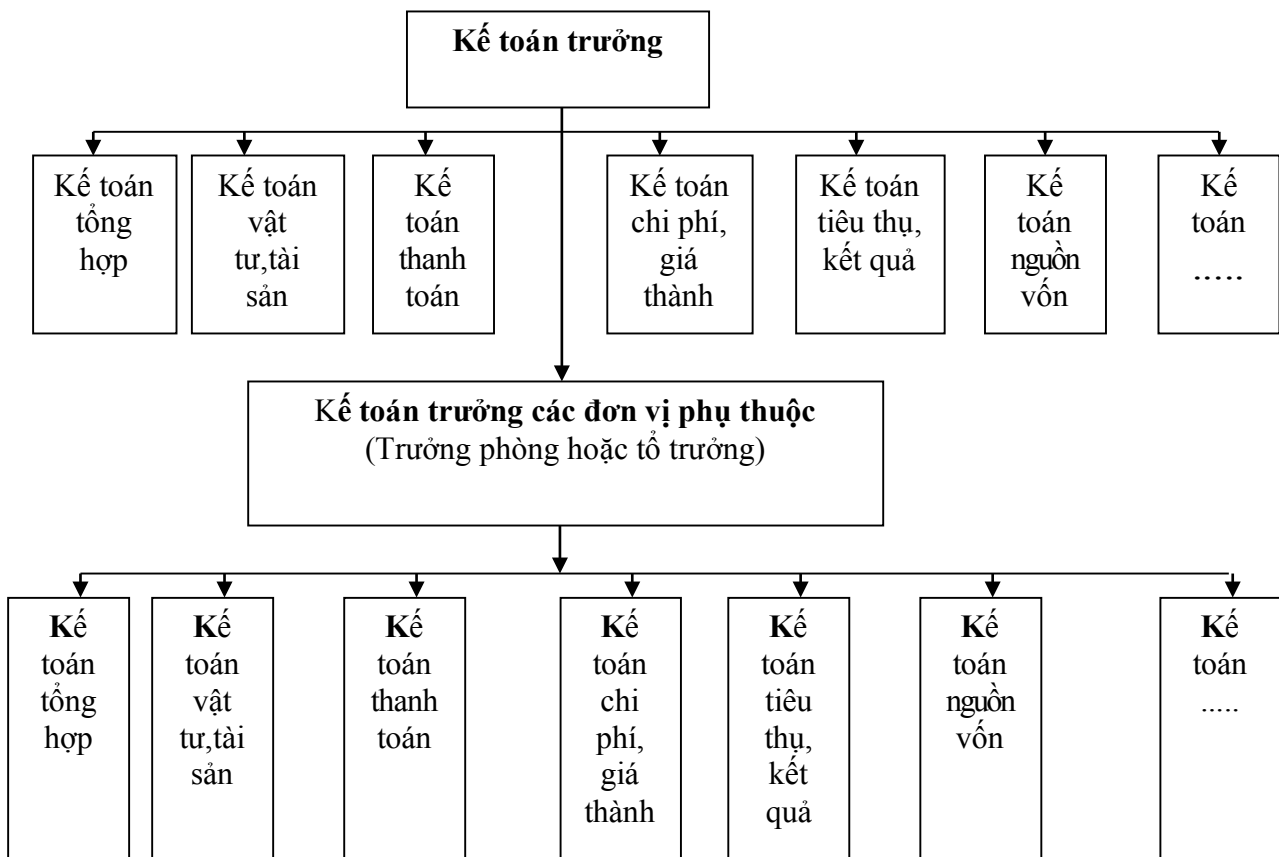 Kế toán trưởng
Kế toán
tổng
hợp
Kế toán
vật
tư,tài
sản
Kế
toán
thanh
toán
Kế toán
chi phí,
giá
thành
Kế toán
tiêu thụ,
kết quả
Kế
toán
nguồn
vốn
Kế
toán
.....
Kế toán trưởng các đơn vị phụ thuộc
(Trưởng phòng hoặc tổ trưởng)
Kế
toán
tổng
hợp
Kế
toán
vật
tư,tài
sản
Kế
toán
thanh
toán
Kế
toán
chi
phí,
giá
thành
Kế
toán
tiêu
thụ,
kết
quả
Kế
toán
nguồn
vốn
Kế
toán
.....